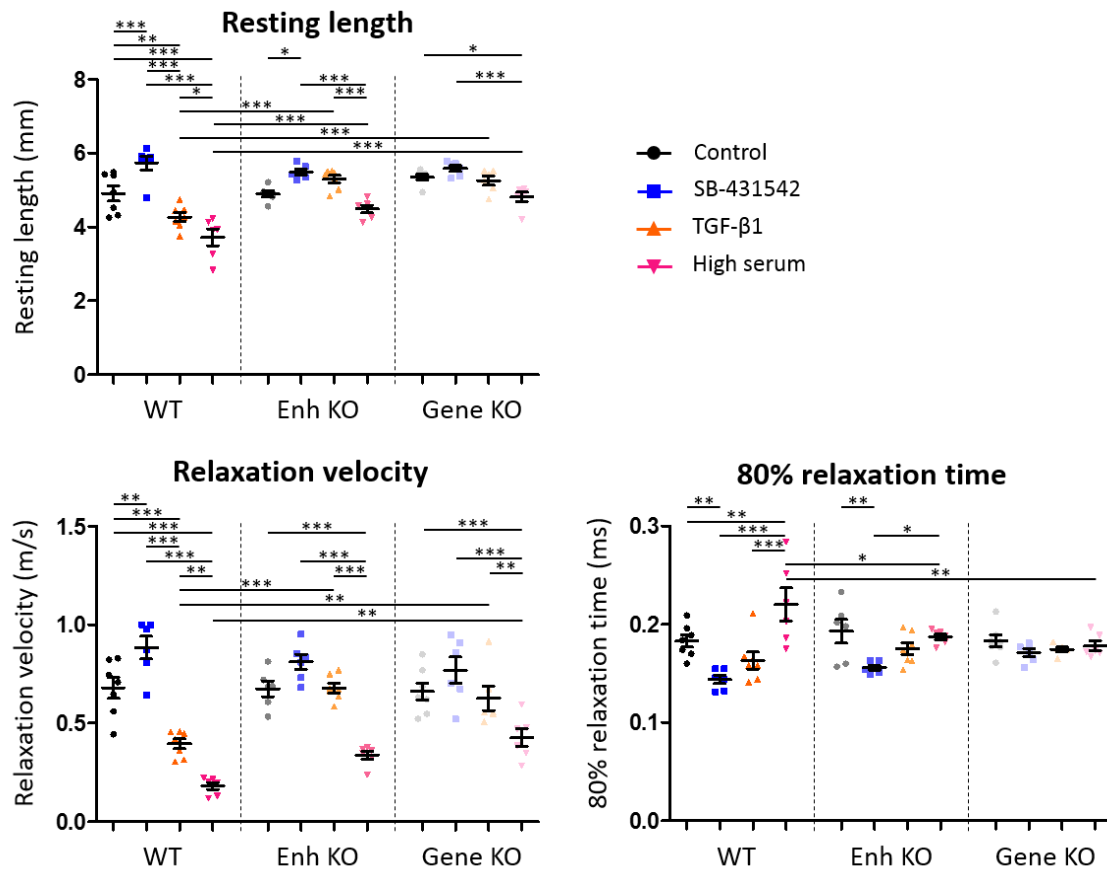 Resting length
***
**
***
***
***
*
*
***
***
*
***
***
***
***
***
Resting length (mm)
8
6
4
2
0
WT
Enh KO
Gene KO
Control
SB-431542
TGF-β1
High serum
Relaxation velocity
**
***
***
***
***
**
***
***
***
***
***
**
***
**
**
Relaxation velocity (m/s)
1.5
1.0
0.5
0.0
WT
Enh KO
Gene KO
80% relaxation time
**
**
***
***
**
*
*
**
80% relaxation time (ms)
0.3
0.2
0.1
0.0
WT
Enh KO
Gene KO